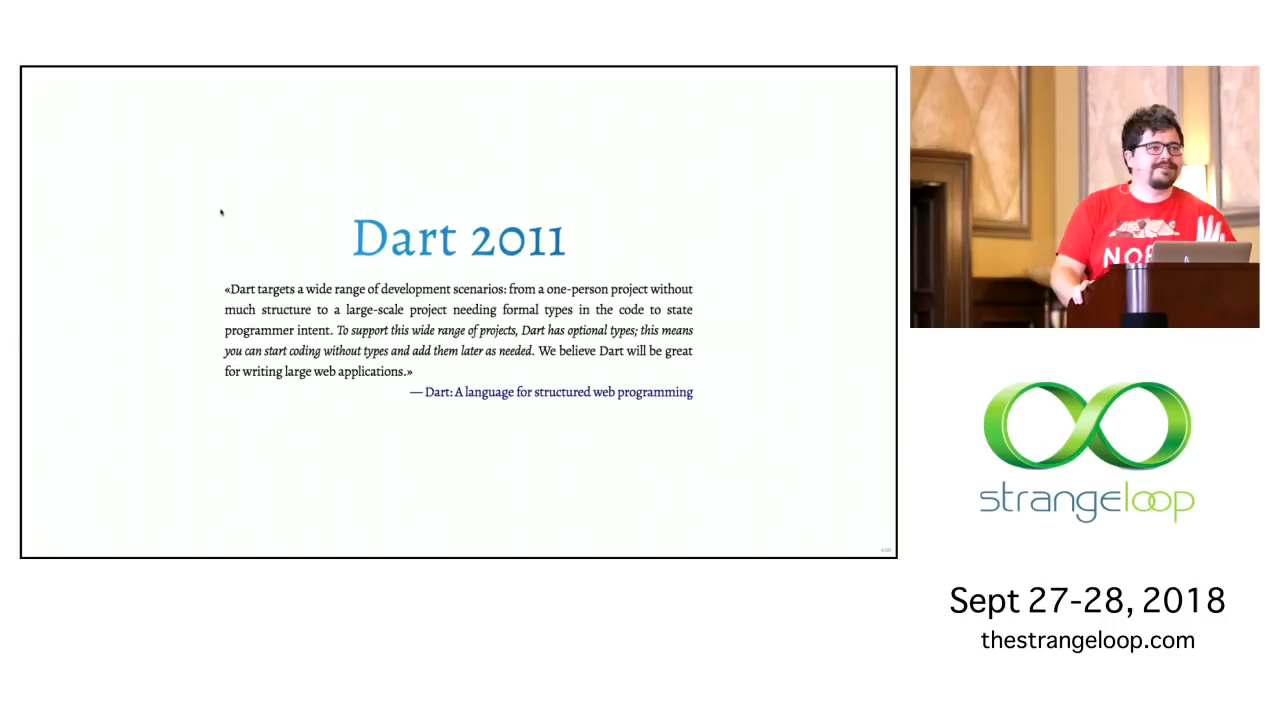 Dart 2011
«Dart targets a wide range of development scenarios: from a one-person project without
much structure to a large-scale project needing formal types in the code to state
programmer intent. To support this wide range of projects, Dart has optional types; this means
you can start coding without types and add them later as needed. We believe Dart will be great
for writing large web applications.»
— Dart: A language for structured web programming
strangeloop
Sept 27-28, 2018
thestrangeloop.com